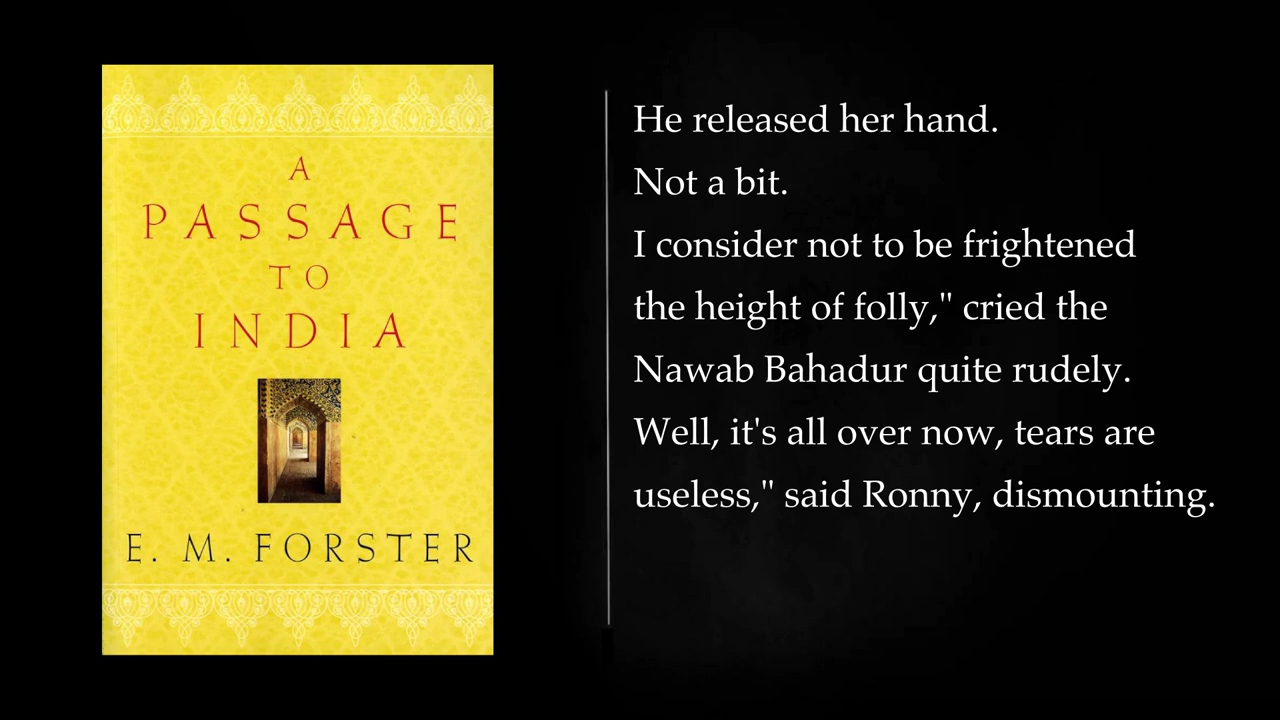 A
PASSAGE
TO
INDIA
E. M. FORSTER
He released her hand.
Not a bit.
I consider not to be frightened
the height of folly," cried the
Nawab Bahadur quite rudely.
Well, it's all over now, tears are
useless," said Ronny, dismounting.